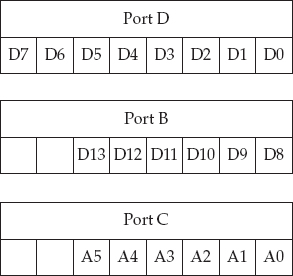 Port D
D7 D6 D5 D4 D3 D2 D1 D0
Port B
D13 D12 D11 D10 D9 D8
Port C
A5 A4 A3 A2 A1 A0